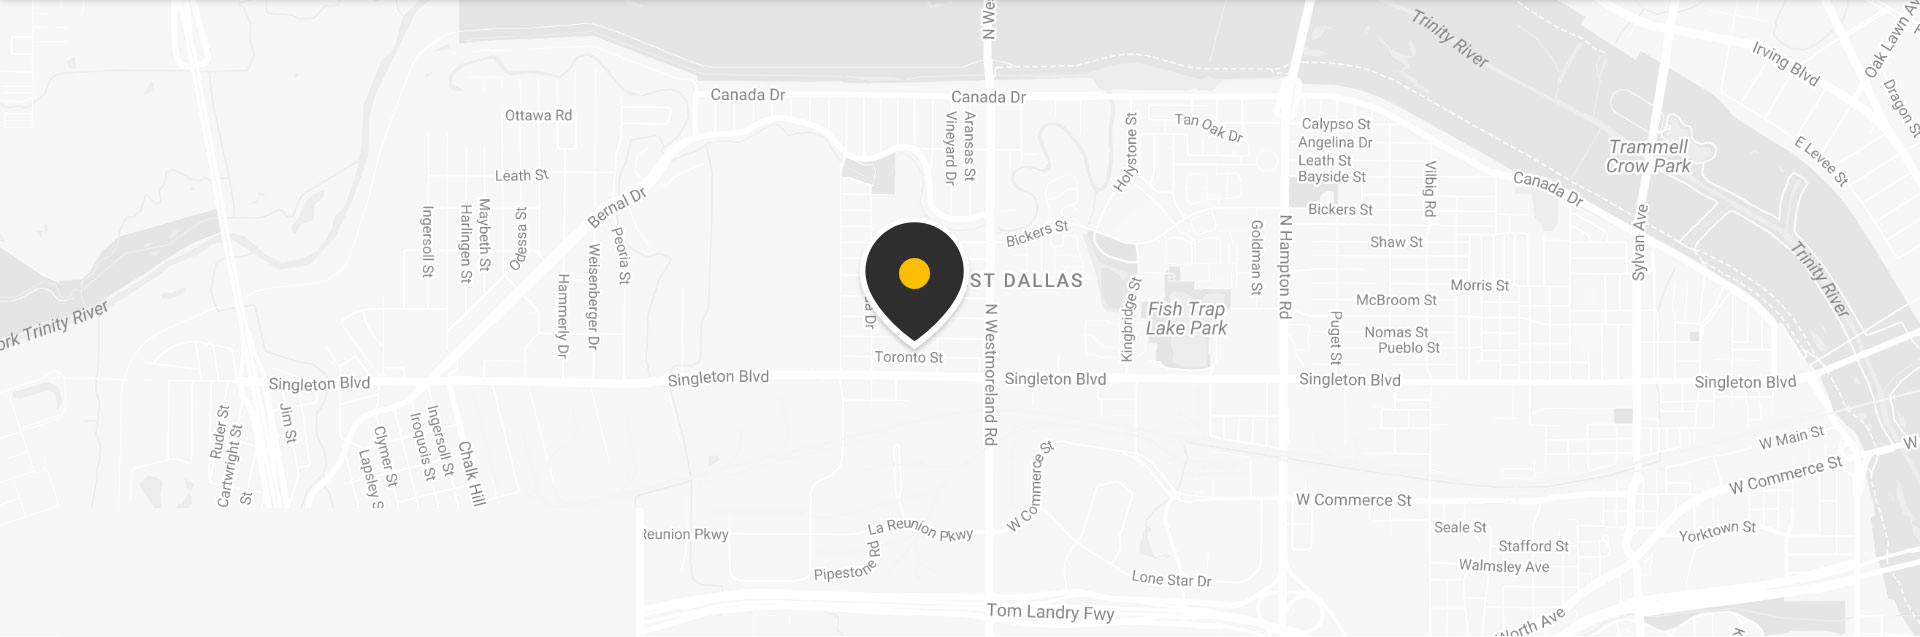 N We
Trinity River
Irving Blvd
Oak Lawn Av
Dragon St
Canada Dr
Canada Dr
Ottawa Rd
Vineyard Dr
Aransas St
Holystone St
Tan Oak Dr
Calypso St
Angelina Dr
Leath St
Bayside St
Vilbig Rd
Trammell
Crow Park
E Levee St
Leath St
Bernal Dr
Canada Dr
Bickers St
Ingersoll St
Harlingen St
Maybeth St
Odessa St
Weisenberger Dr
Peoria St
Hammerly Dr
Bickers St
Goldman St
N Hampton Rd
Shaw St
Sylvan Ave
Trinity River
ST DALLAS
Kingbridge St
Fish Trap
Lake Park
Morris St
McBroom St
Puget St
Nomas St
Pueblo St
ork Trinity River
a Dr
Toronto St
N Westmoreland Rd
Singleton Blvd
Singleton Blvd
Singleton Blvd
Singleton Blvd
Singleton Blvd
Ruder St
Cartwright St
St
Jim St
Clymer St
Lapsley S
Iroquois St
Ingersoll St
Chalk Hill
W Commerce St
W Main St
W
W Commerce St
W Commerce St
Reunion Pkwy
La Reunion Pkwy
Pipestone Rd
Lone Star Dr
Seale St
Stafford St
Walmsley Ave
Yorktown St
Tom Landry Fwy
Worth Ave